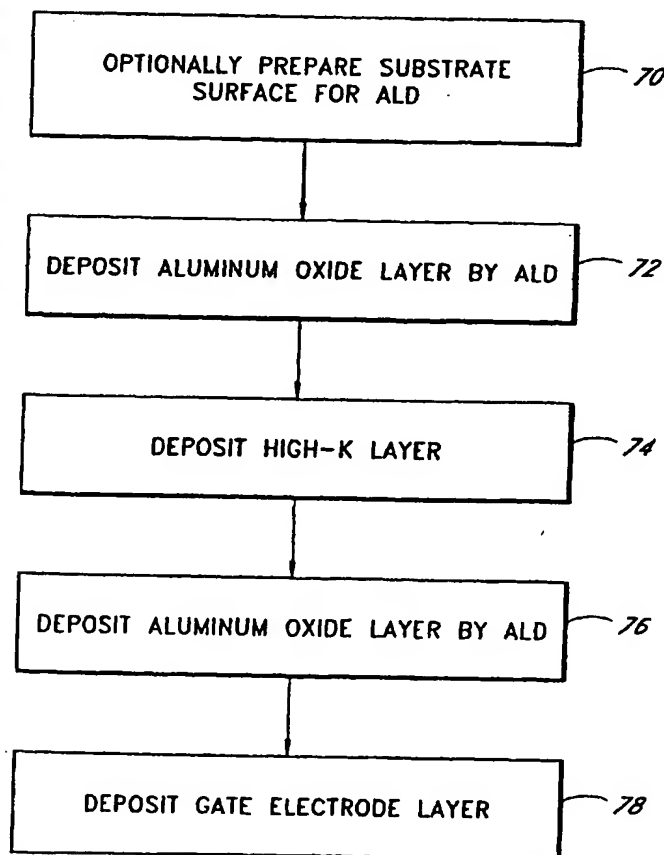 OPTIONALLY PREPARE SUBSTRATE
SURFACE FOR ALD
70
DEPOSIT ALUMINUM OXIDE LAYER BY ALD
72
DEPOSIT HIGH-K LAYER
74
DEPOSIT ALUMINUM OXIDE LAYER BY ALD
76
DEPOSIT GATE ELECTRODE LAYER
78